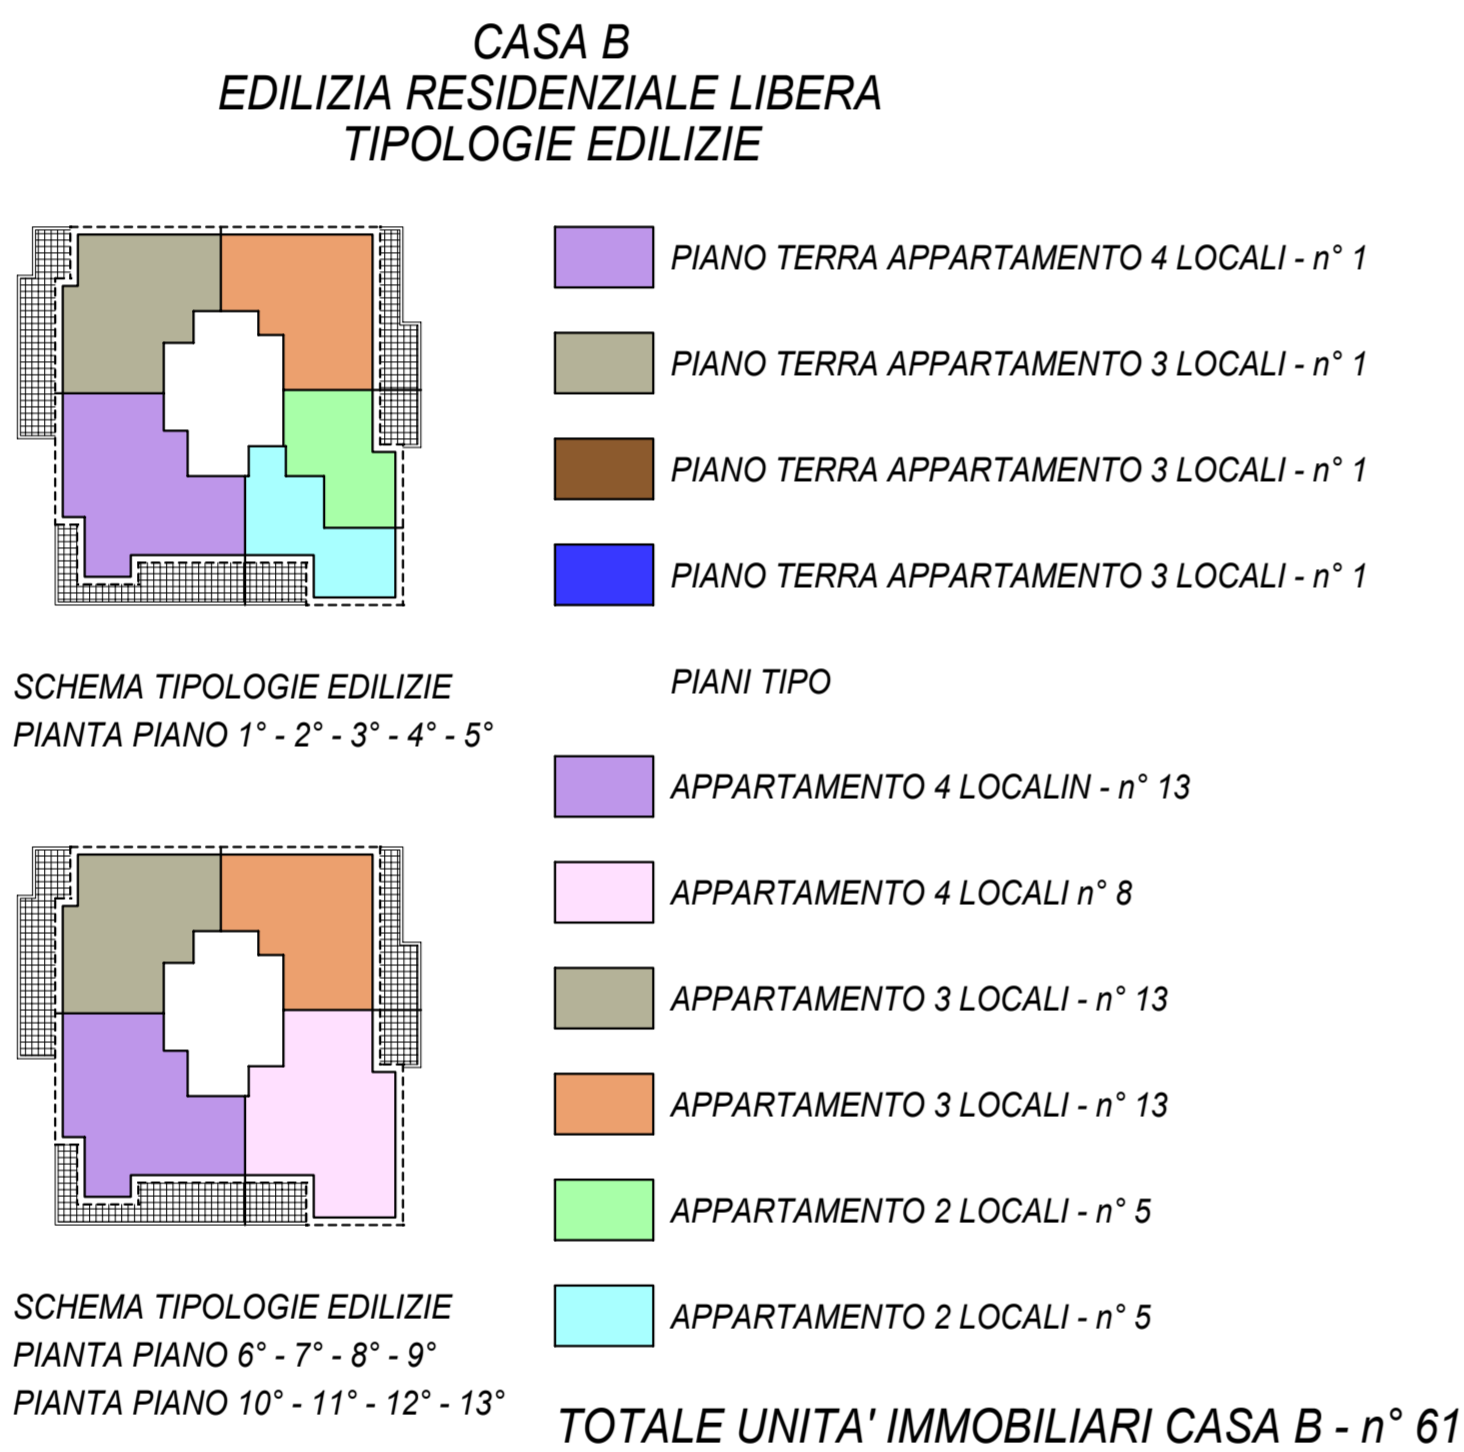 CASA B
EDILIZIA RESIDENZIALE LIBERA
TIPOLOGIE EDILIZIE
PIANO TERRA APPARTAMENTO 4 LOCALI - n° 1
PIANO TERRA APPARTAMENTO 3 LOCALI - n° 1
PIANO TERRA APPARTAMENTO 3 LOCALI - n° 1
PIANO TERRA APPARTAMENTO 3 LOCALI - n° 1
SCHEMA TIPOLOGIE EDILIZIE
PIANTA PIANO 1° - 2° - 3° - 4° - 5°
PIANI TIPO
APPARTAMENTO 4 LOCALIN - n° 13
APPARTAMENTO 4 LOCALI n° 8
APPARTAMENTO 3 LOCALI - n° 13
APPARTAMENTO 3 LOCALI - n° 13
APPARTAMENTO 2 LOCALI - n° 5
APPARTAMENTO 2 LOCALI - n° 5
SCHEMA TIPOLOGIE EDILIZIE
PIANTA PIANO 6° - 7° - 8° - 9°
PIANTA PIANO 10° - 11° - 12° - 13°
TOTALE UNITA' IMMOBILIARI CASA B - n° 61